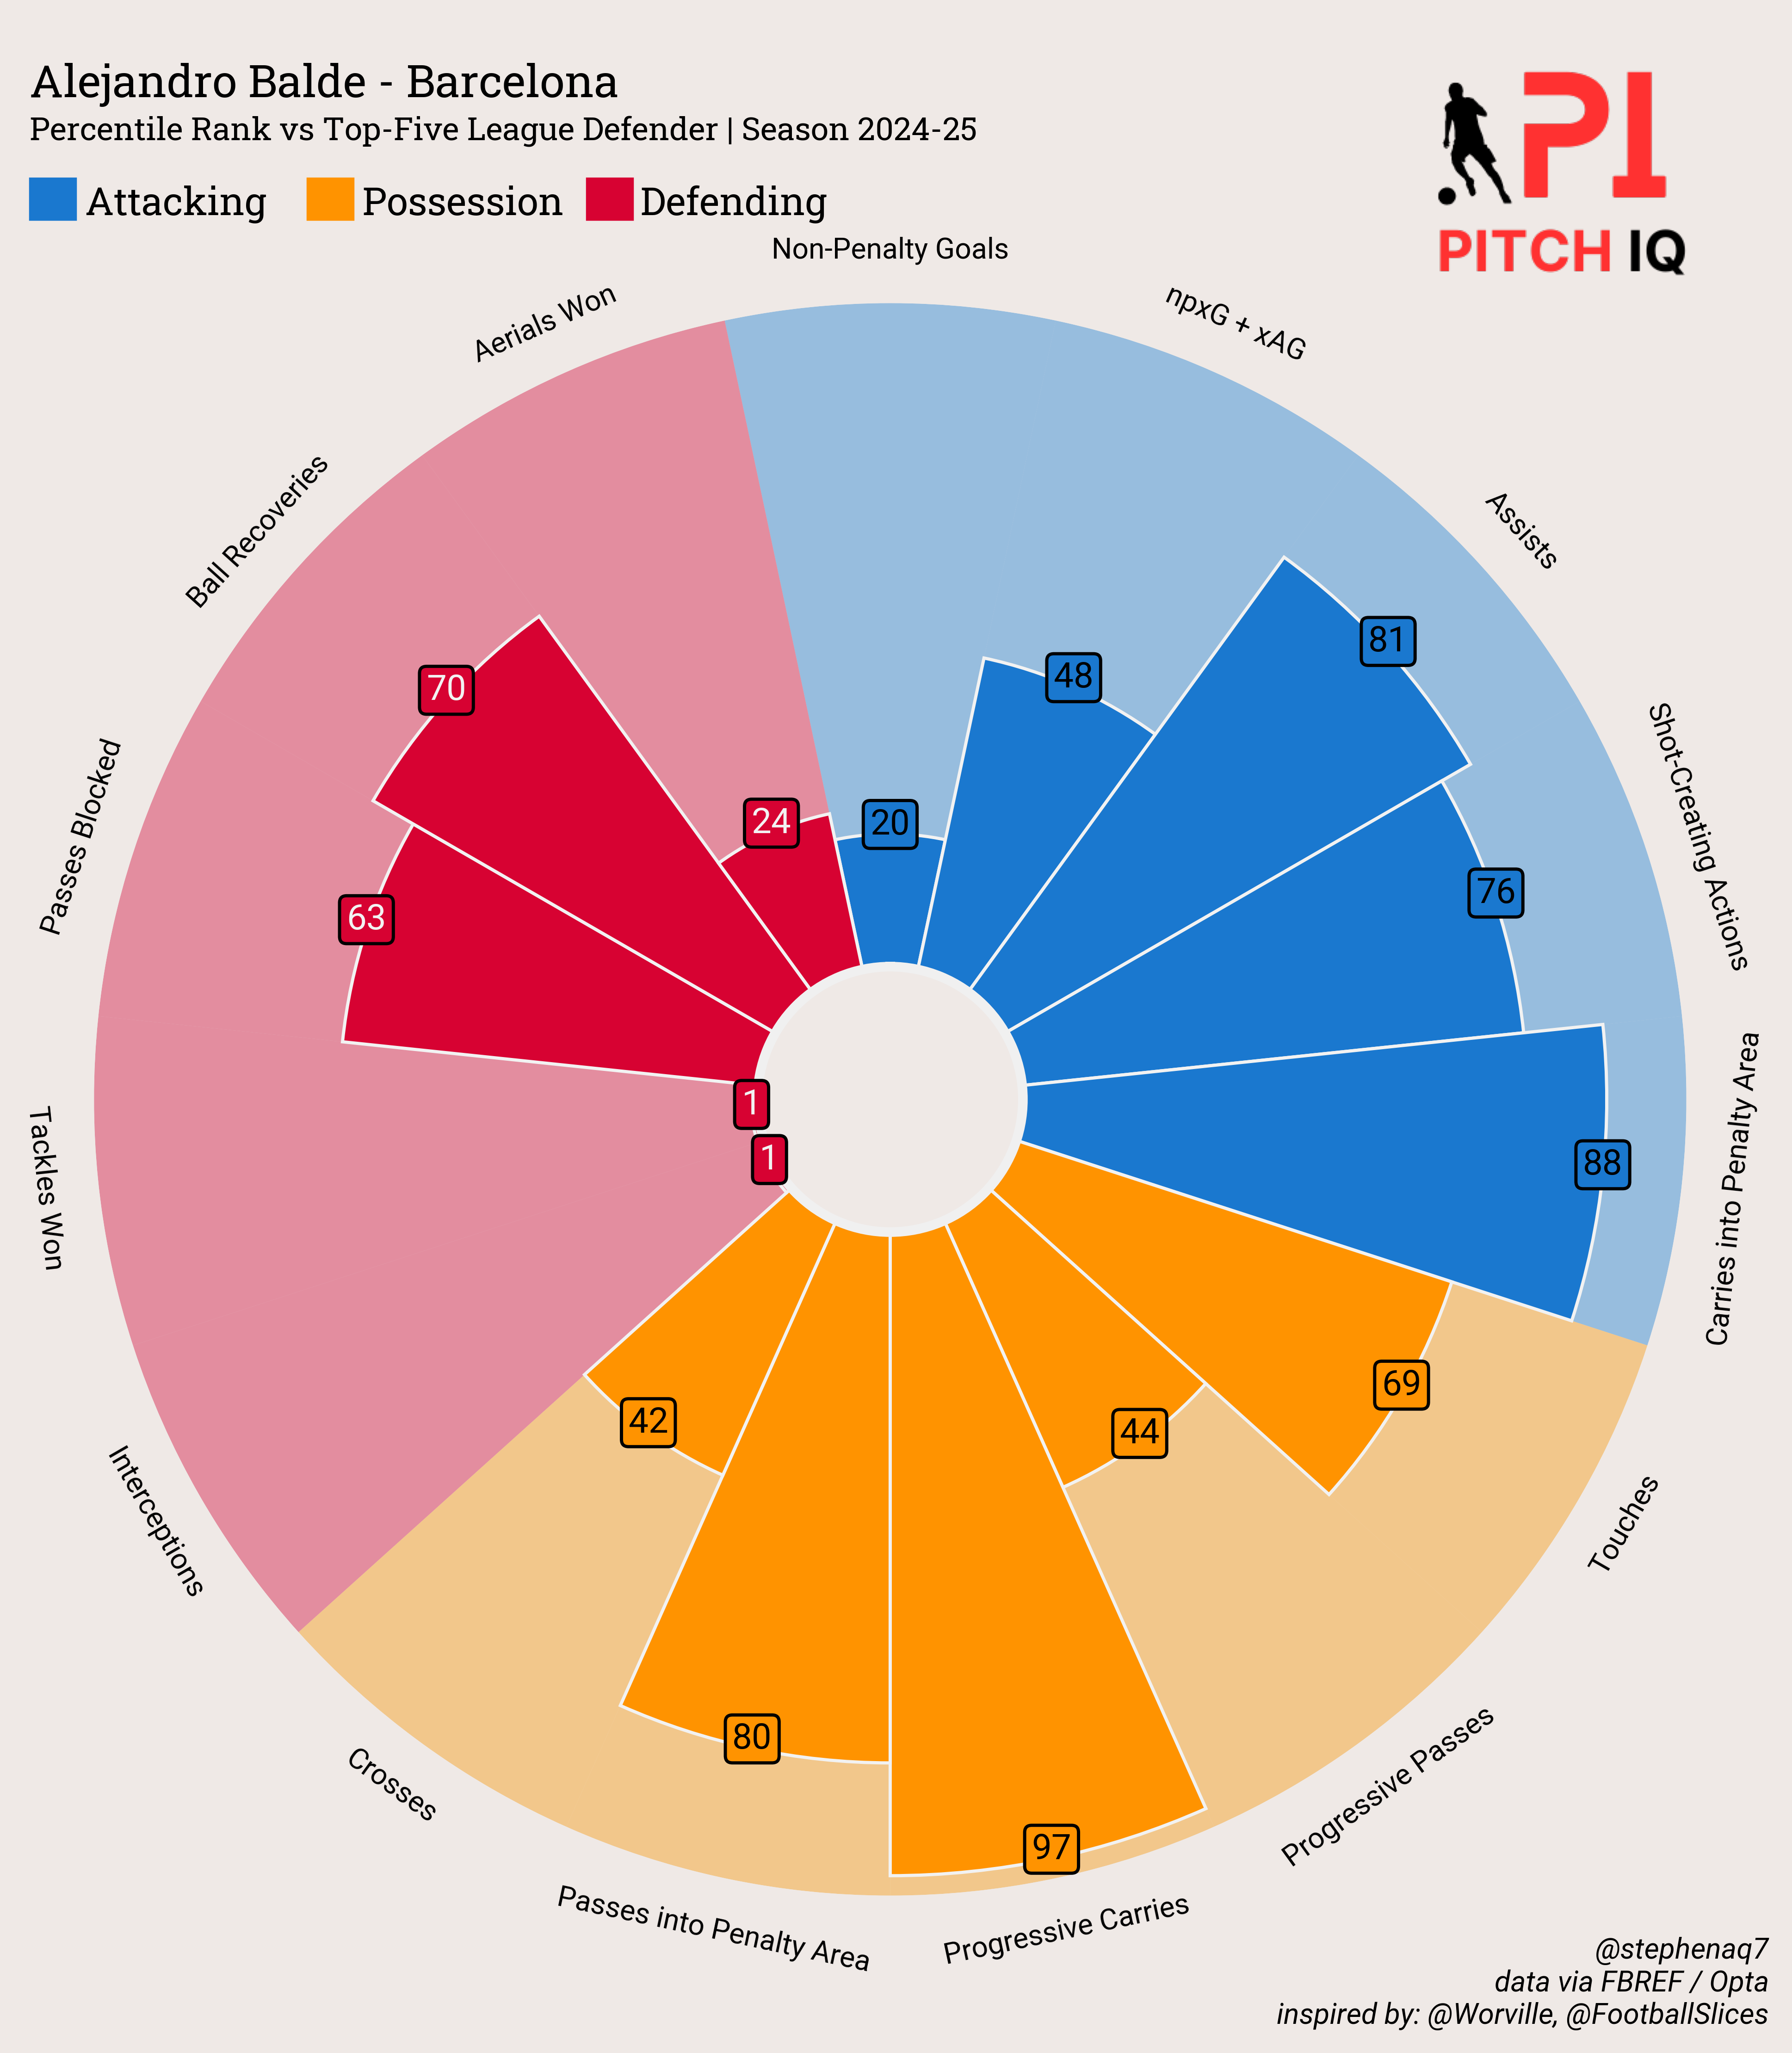 Alejandro Balde - Barcelona
Percentile Rank vs Top-Five League Defender | Season 2024-25
Attacking Possession Defending
PI
PITCH IQ
Non-Penalty Goals
npxG + xAG
Assists
Shot-Creating Actions
Carries into Penalty Area
Touches
Progressive Passes
Progressive Carries
Passes into Penalty Area
Crosses
Interceptions
Tackles Won
Passes Blocked
Ball Recoveries
Aerials Won
20
48
81
76
88
69
44
97
80
42
1
1
63
70
24
@stephenaq7
data via FBREF / Opta
inspired by: @Worville, @FootballSlices